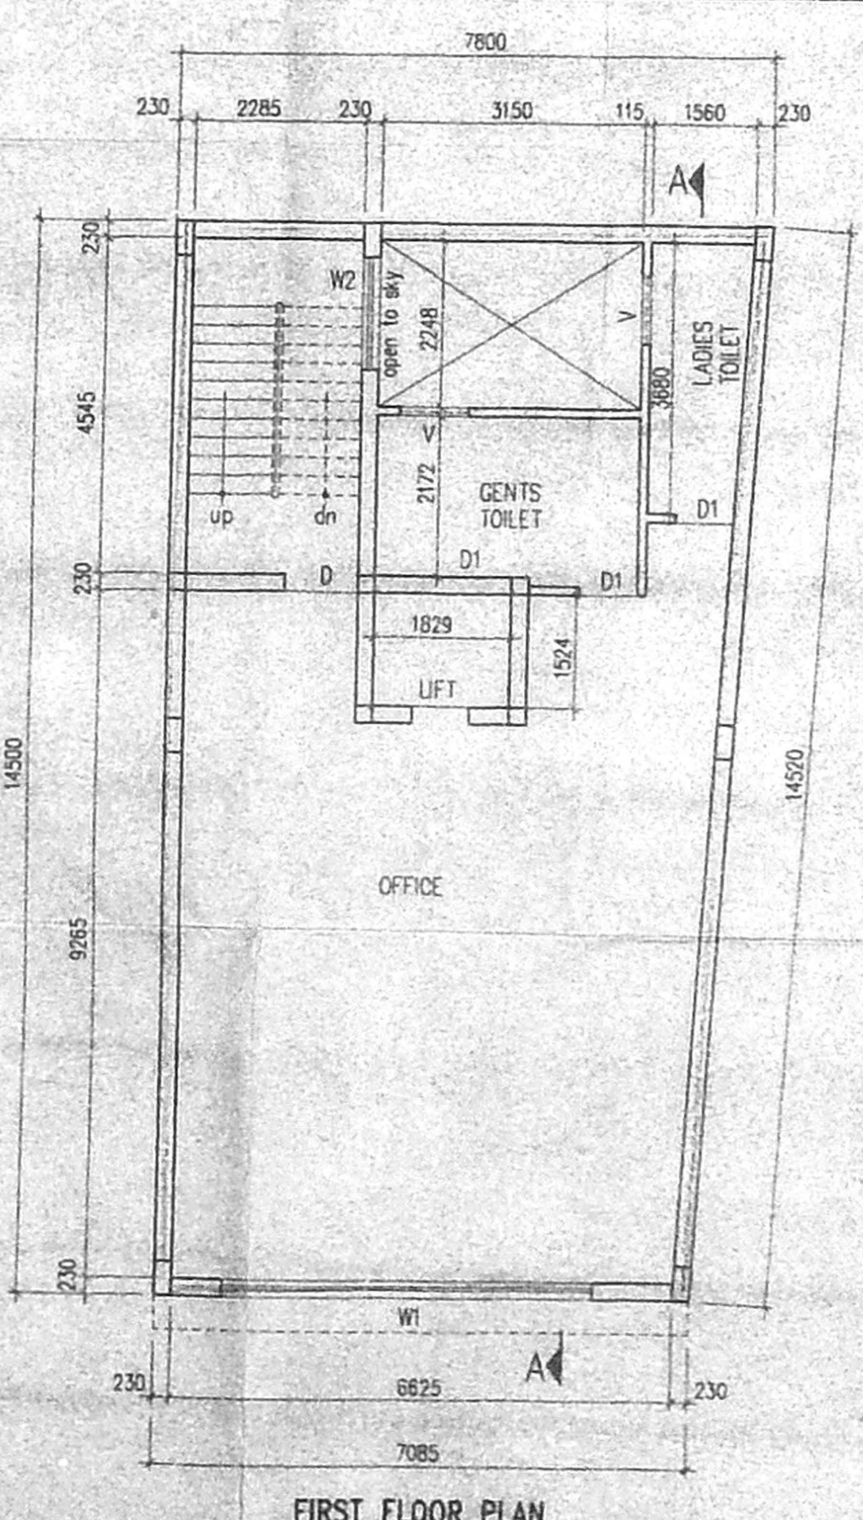 7800
230 2285 230 3150 115 1560 230
A
230
W2
open to sky
2248
V
LADIES
TOILET
3680
4545
V
2172
GENTS
TOILET
D1
up
dn
230
D
D1
D1
1829
1524
LIFT
14500
14520
OFFICE
9265
230
W1
A
230
6625
230
7085
FIRST FLOOR PLAN